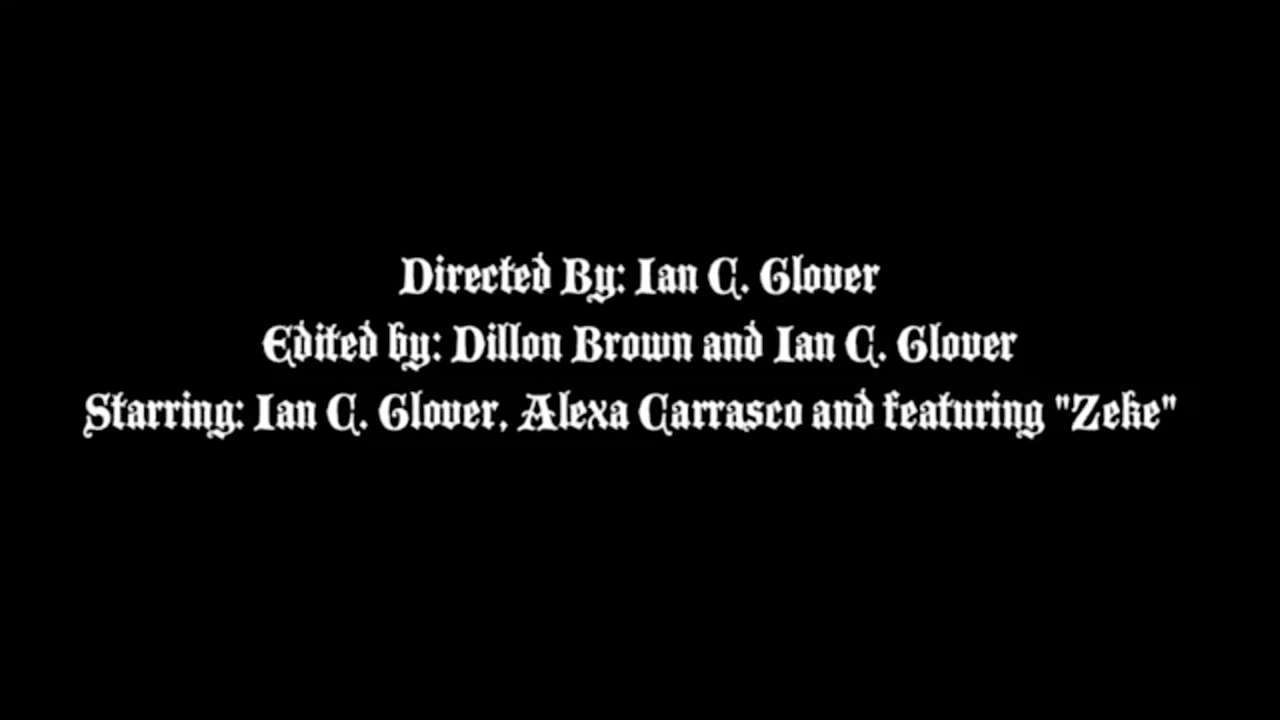 Directed By: Ian C. Glover
Edited by: Dillon Brown and Ian C. Glover
Starring: Ian C. Glover, Alexa Carrasco and featuring "Zeke"